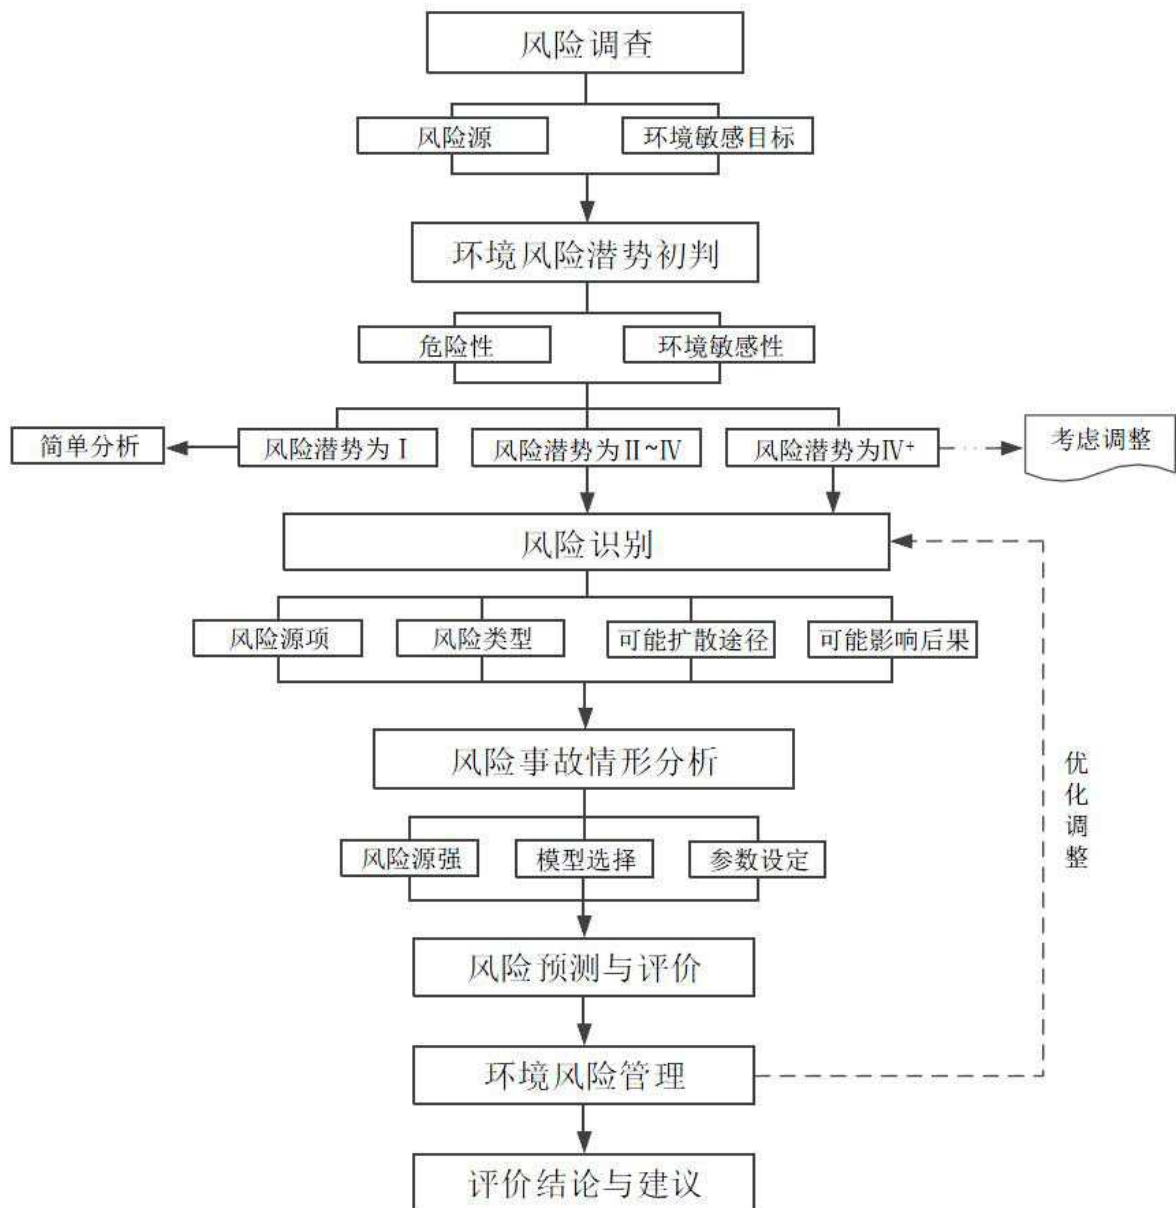 风险调查
风险源
环境敏感目标
环境风险潜势初判
危险性
环境敏感性
简单分析
风险潜势为Ⅰ
风险潜势为Ⅱ~Ⅳ
风险潜势为Ⅳ⁺
考虑调整
风险识别
风险源项
风险类型
可能扩散途径
可能影响后果
风险事故情形分析
优化调整
风险源强
模型选择
参数设定
风险预测与评价
环境风险管理
评价结论与建议